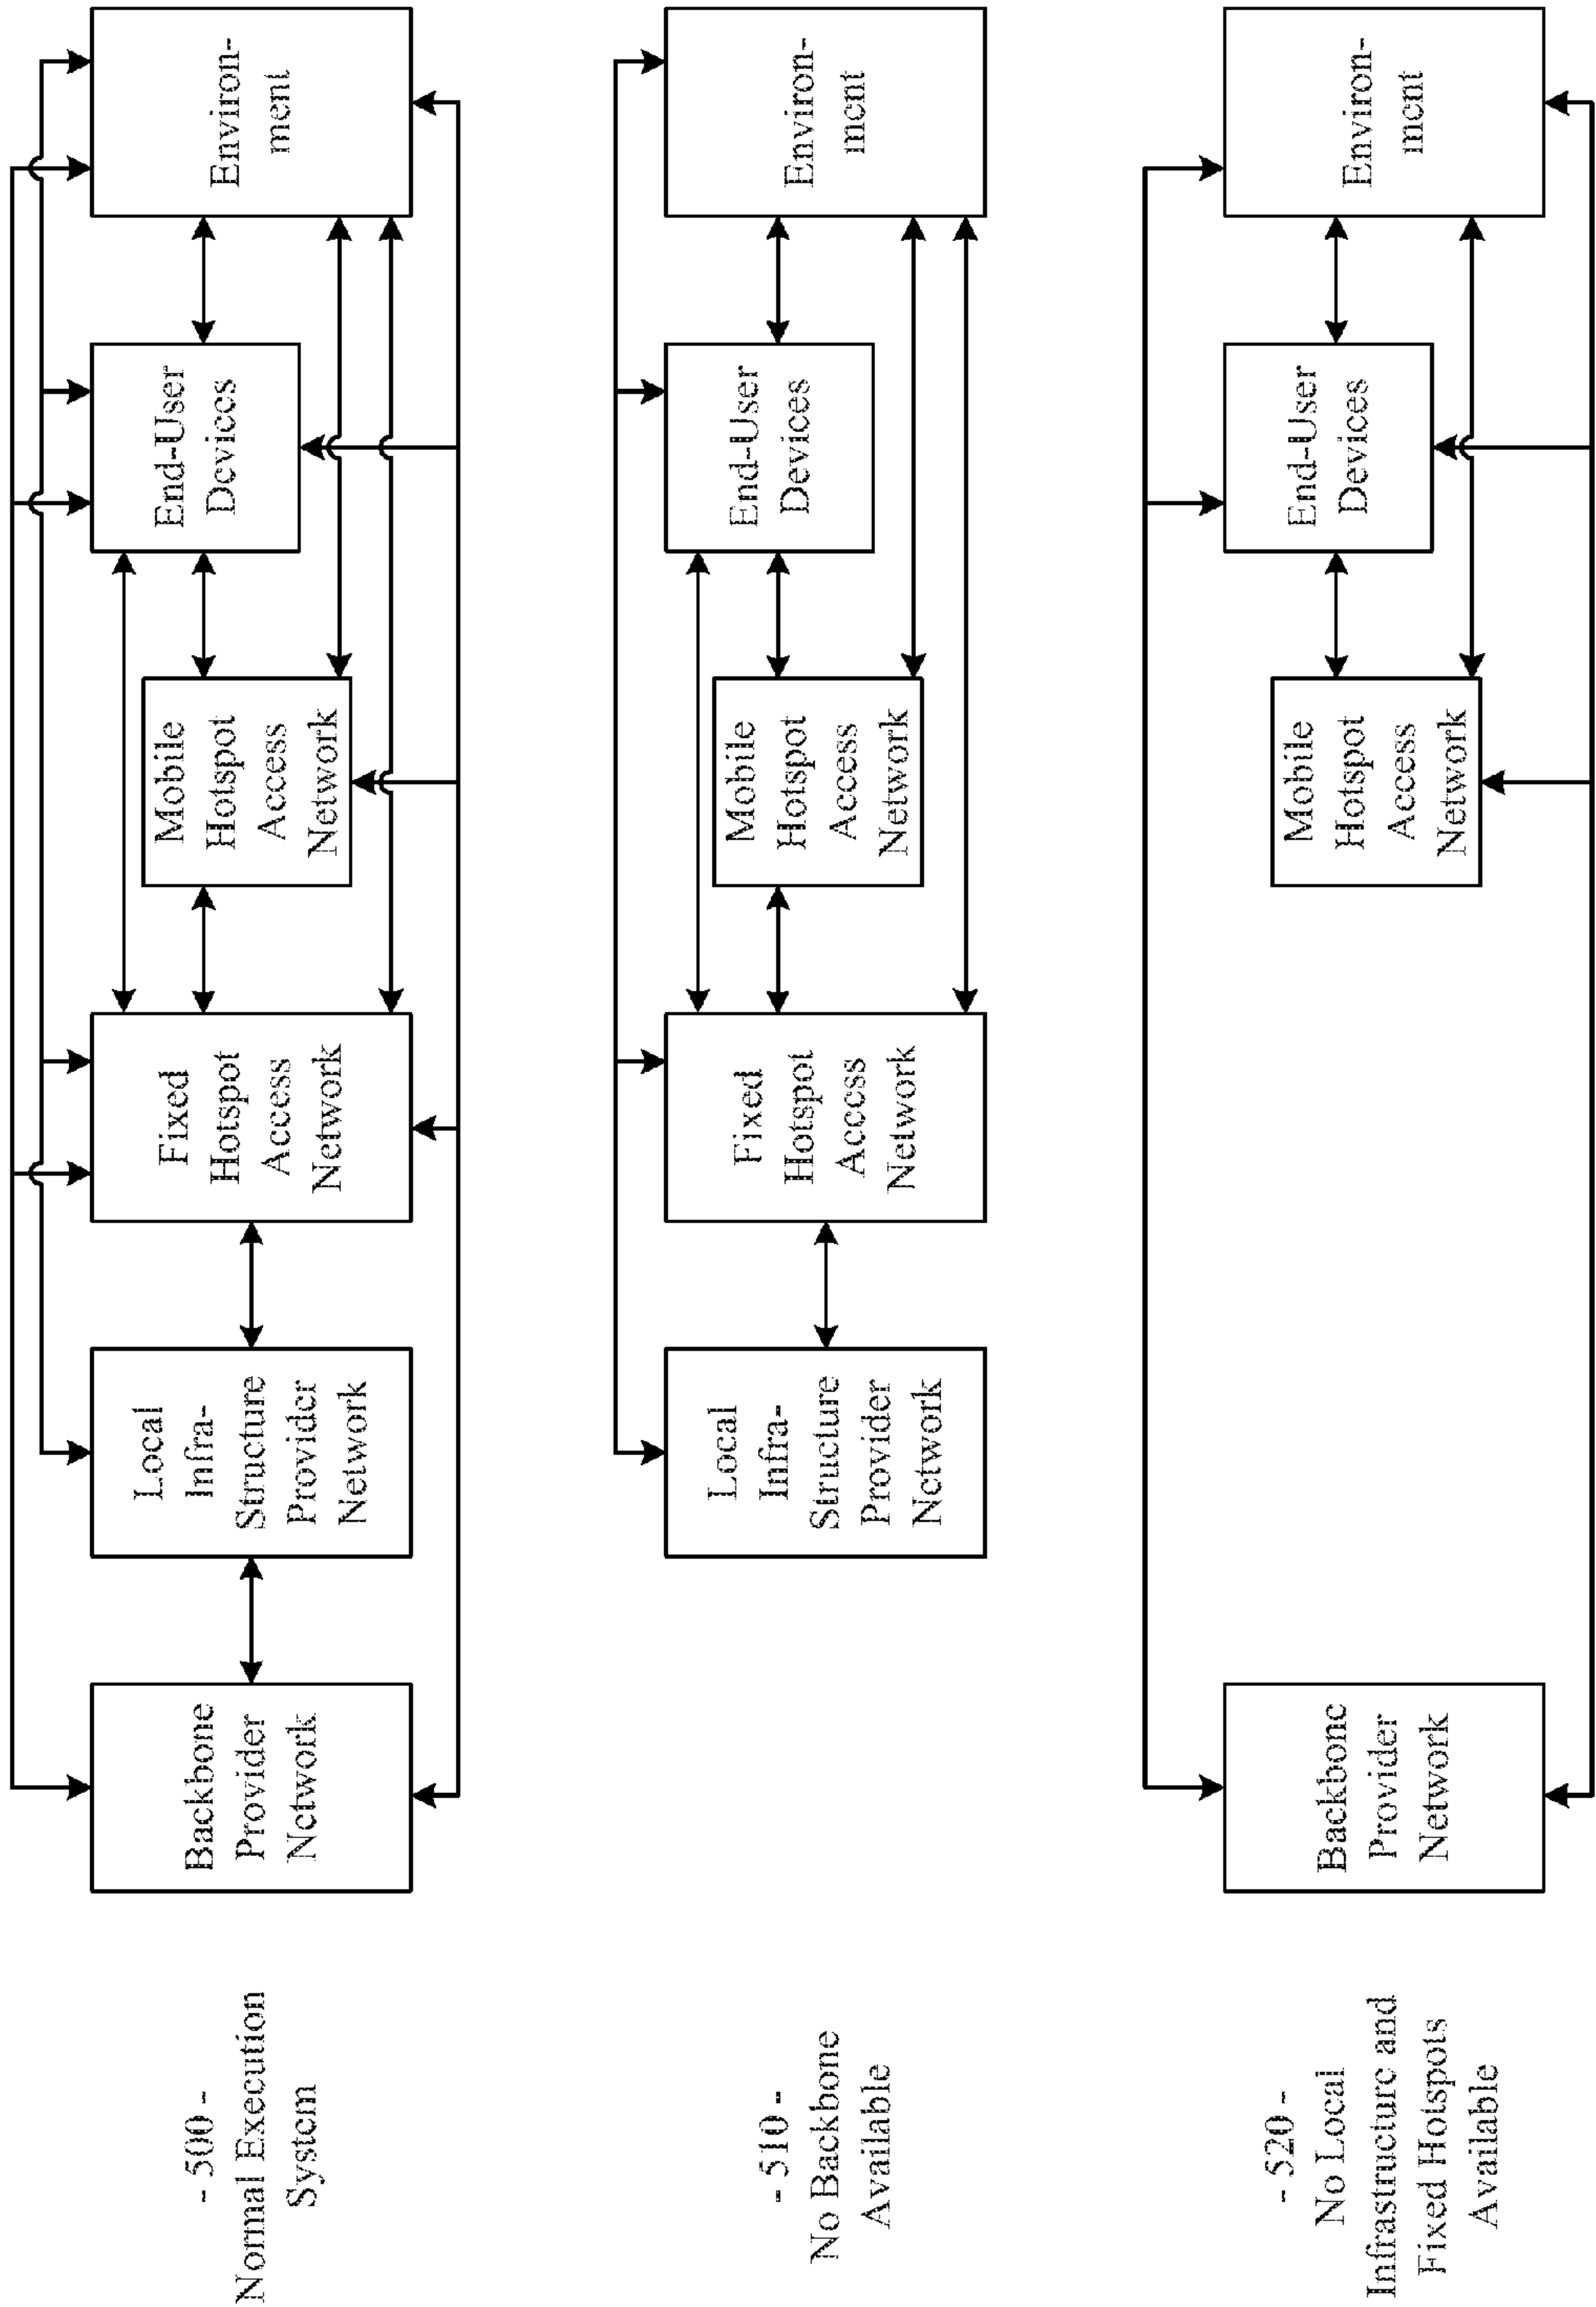 - 500 -
Normal Execution
System
Backbone
Provider
Network
Local
Infra-
Structure
Provider
Network
Fixed
Hotspot
Access
Network
Mobile
Hotspot
Access
Network
End-User
Devices
Environ-
ment
- 510 -
No Backbone
Available
Local
Infra-
Structure
Provider
Network
Fixed
Hotspot
Access
Network
Mobile
Hotspot
Access
Network
End-User
Devices
Environ-
ment
- 520 -
No Local
Infrastructure and
Fixed Hotspots
Available
Backbone
Provider
Network
Mobile
Hotspot
Access
Network
End-User
Devices
Environ-
ment